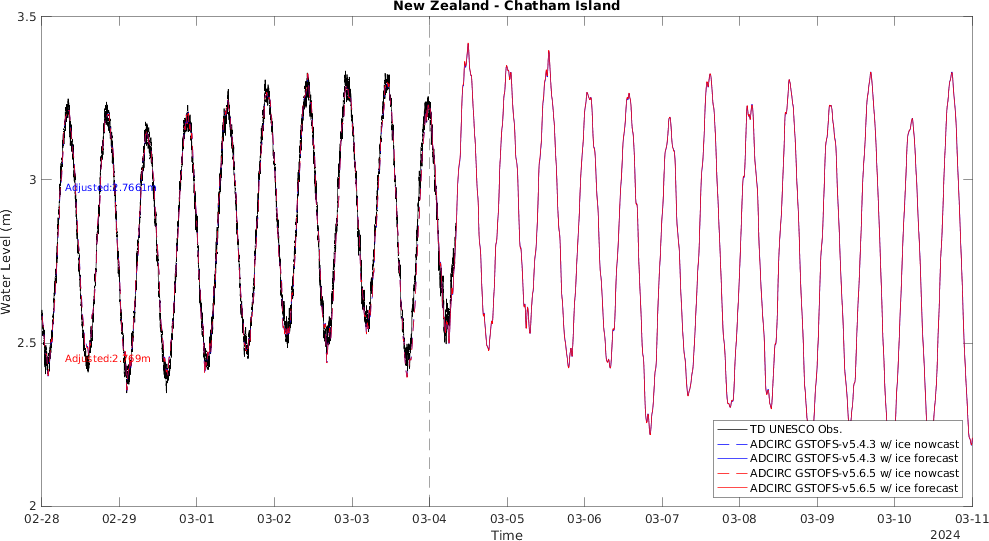 New Zealand - Chatham Island
3.5
3
2.5
2
Water Level (m)
Adjusted:2.7661m
Adjusted:2.769m
TD UNESCO Obs.
ADCIRC GSTOFS-v5.4.3 w/ ice nowcast
ADCIRC GSTOFS-v5.4.3 w/ ice forecast
ADCIRC GSTOFS-v5.6.5 w/ ice nowcast
ADCIRC GSTOFS-v5.6.5 w/ ice forecast
02-28 02-29 03-01 03-02 03-03 03-04 03-05 03-06 03-07 03-08 03-09 03-10 03-11
Time
2024